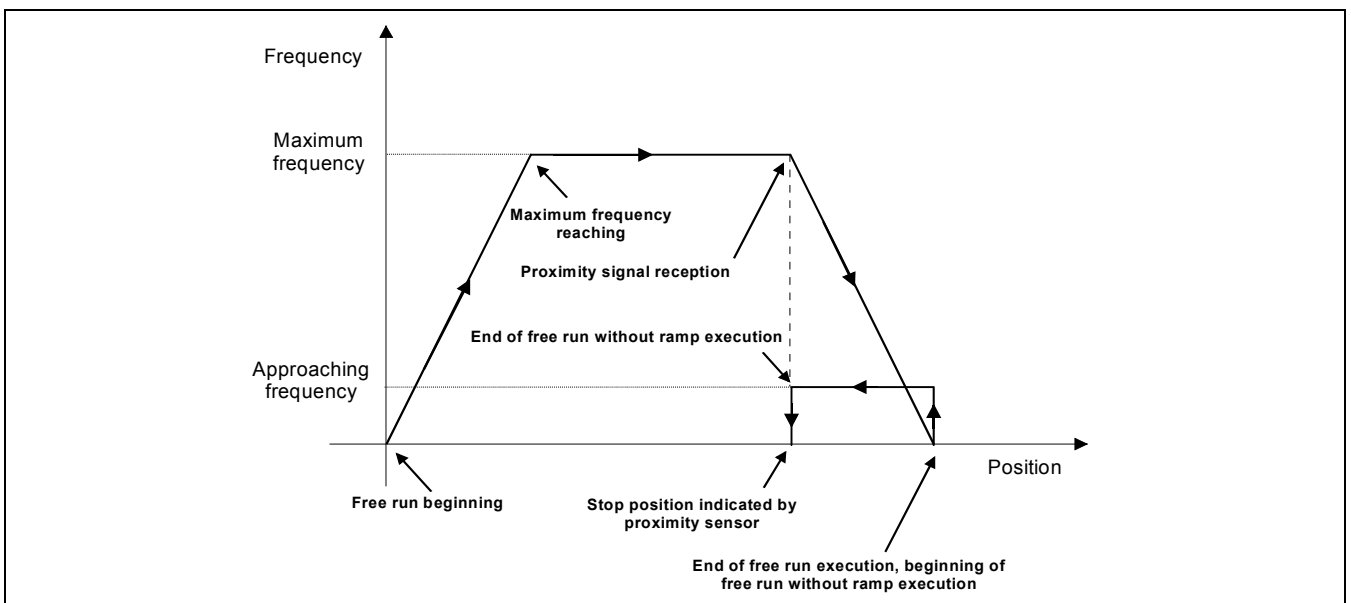 Frequency
Maximum
frequency
Maximum frequency
reaching
Proximity signal reception
End of free run without ramp execution
Approaching
frequency
Position
Free run beginning
Stop position indicated by
proximity sensor
End of free run execution, beginning of
free run without ramp execution